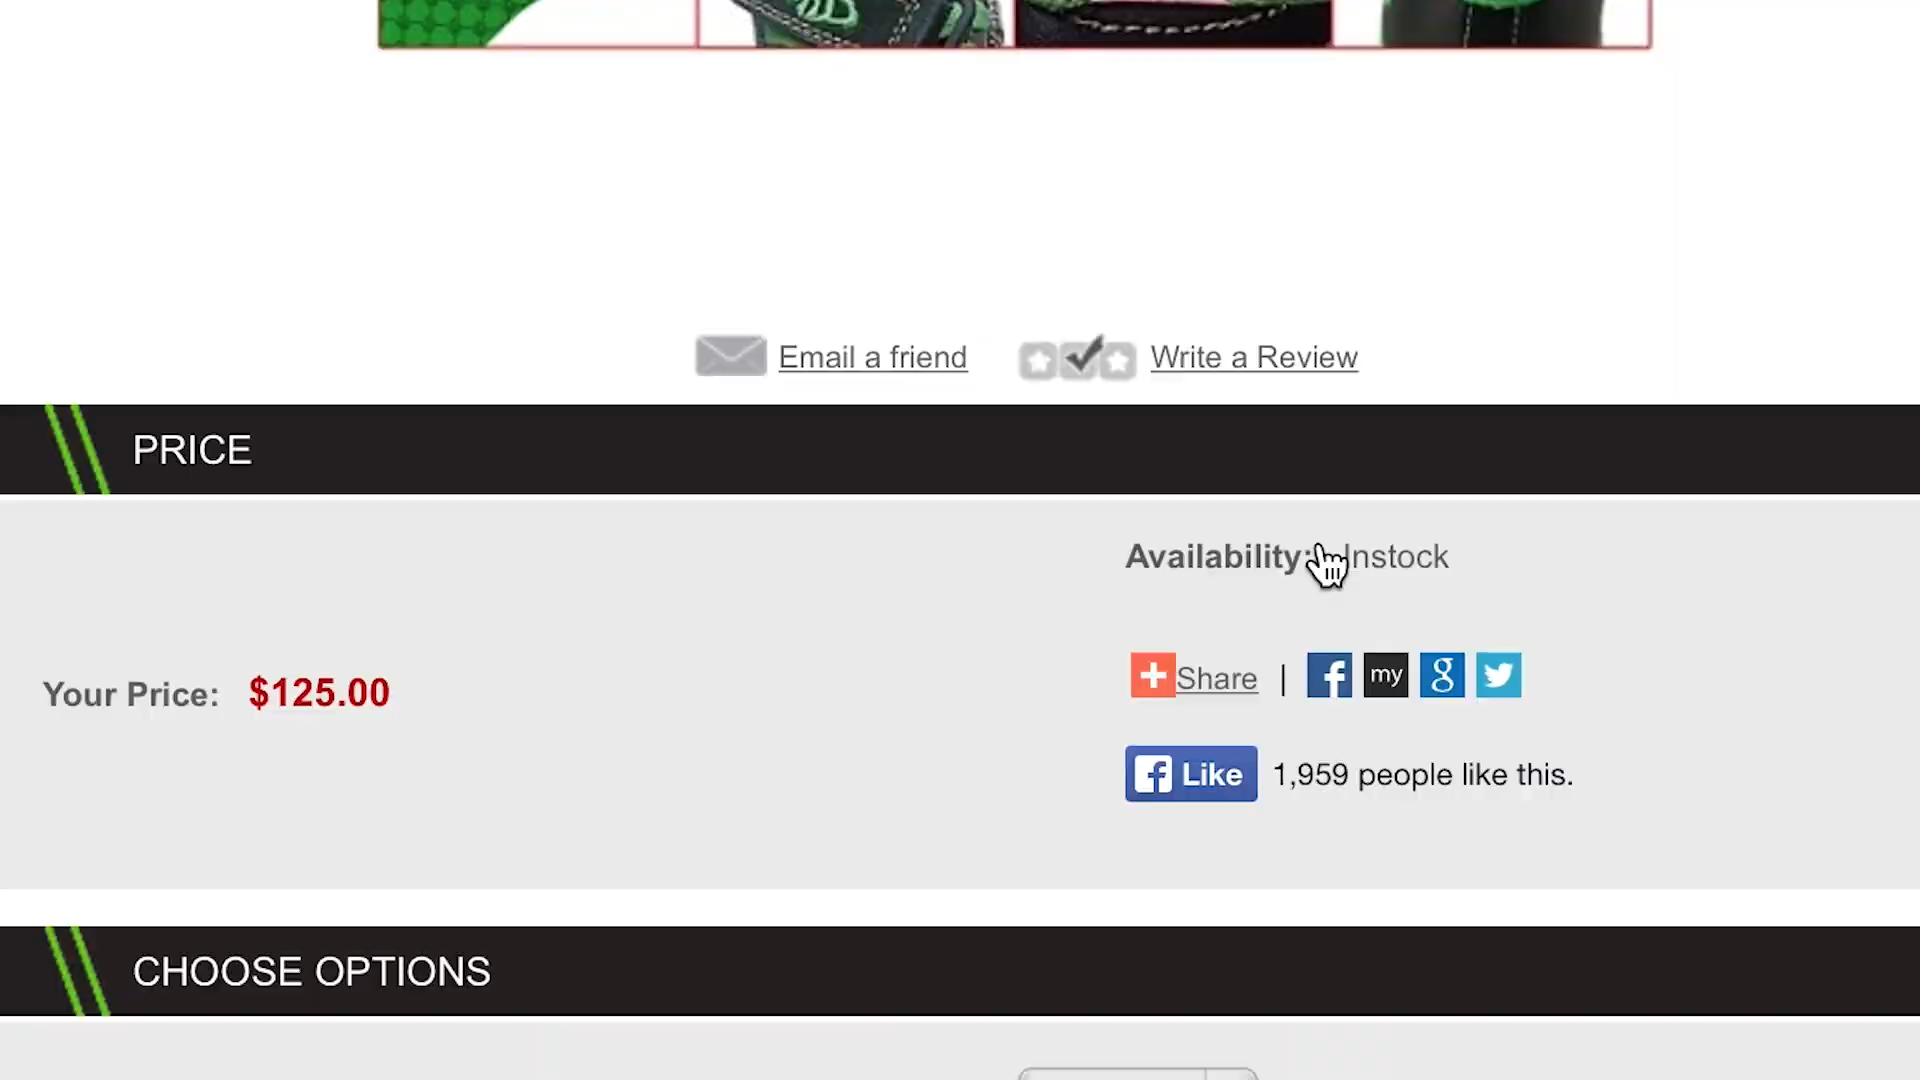 Email a friend
Write a Review
PRICE
Availability: Instock
Share |
f
my
g
Your Price: $125.00
f Like
1,959 people like this.
CHOOSE OPTIONS